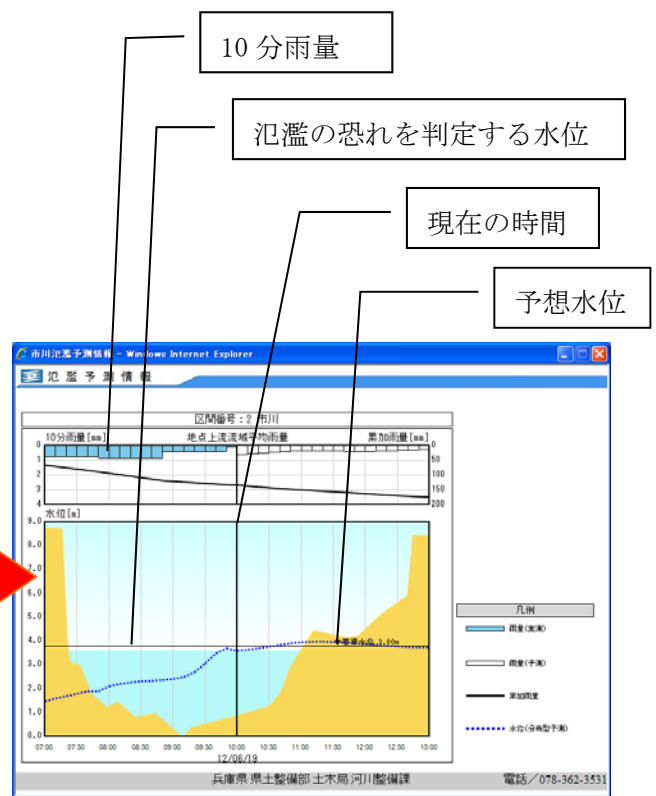 10 分雨量
氾濫の恐れを判定する水位
現在の時間
予想水位
市川氾濫予測情報 - Windows Internet Explorer
氾濫予測情報
区間番号：2 市川
10分雨量[mm] 地点上流流域平均雨量 累加雨量[mm]
0 0
1 50
2 100
3 150
4 200
水位[m]
9.0
8.0
7.0
6.0
5.0
4.0
基準水位 3.80m
3.0
2.0
1.0
0.0
07:00 07:30 08:00 08:30 09:00 09:30 10:00 10:30 11:00 11:30 12:00 12:30 13:00
12/06/19
凡例
雨量(実測)
雨量(予測)
累加雨量
水位(分布型予測)
兵庫県 県土整備部 土木局 河川整備課 電話／078-362-3531